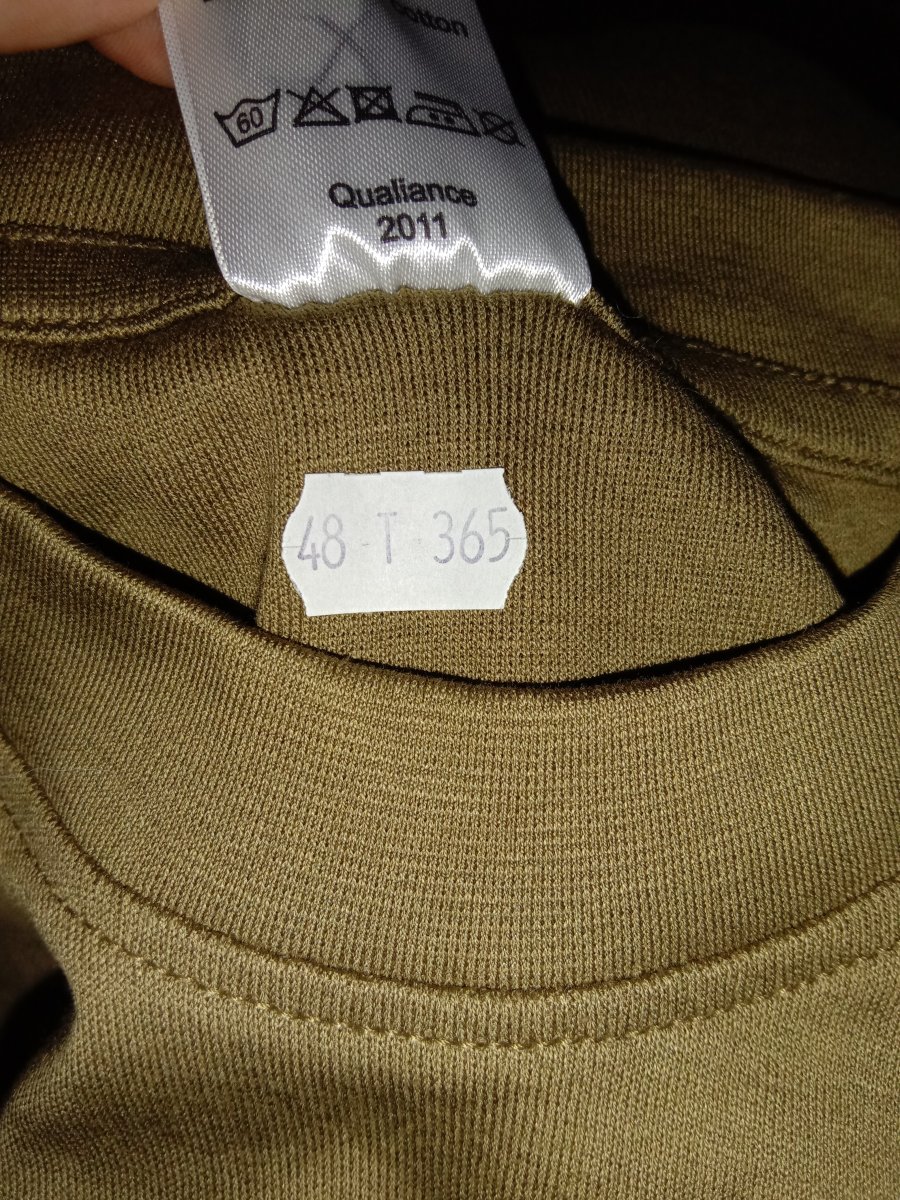 Cotton
60
Qualiance
2011
48 T 365